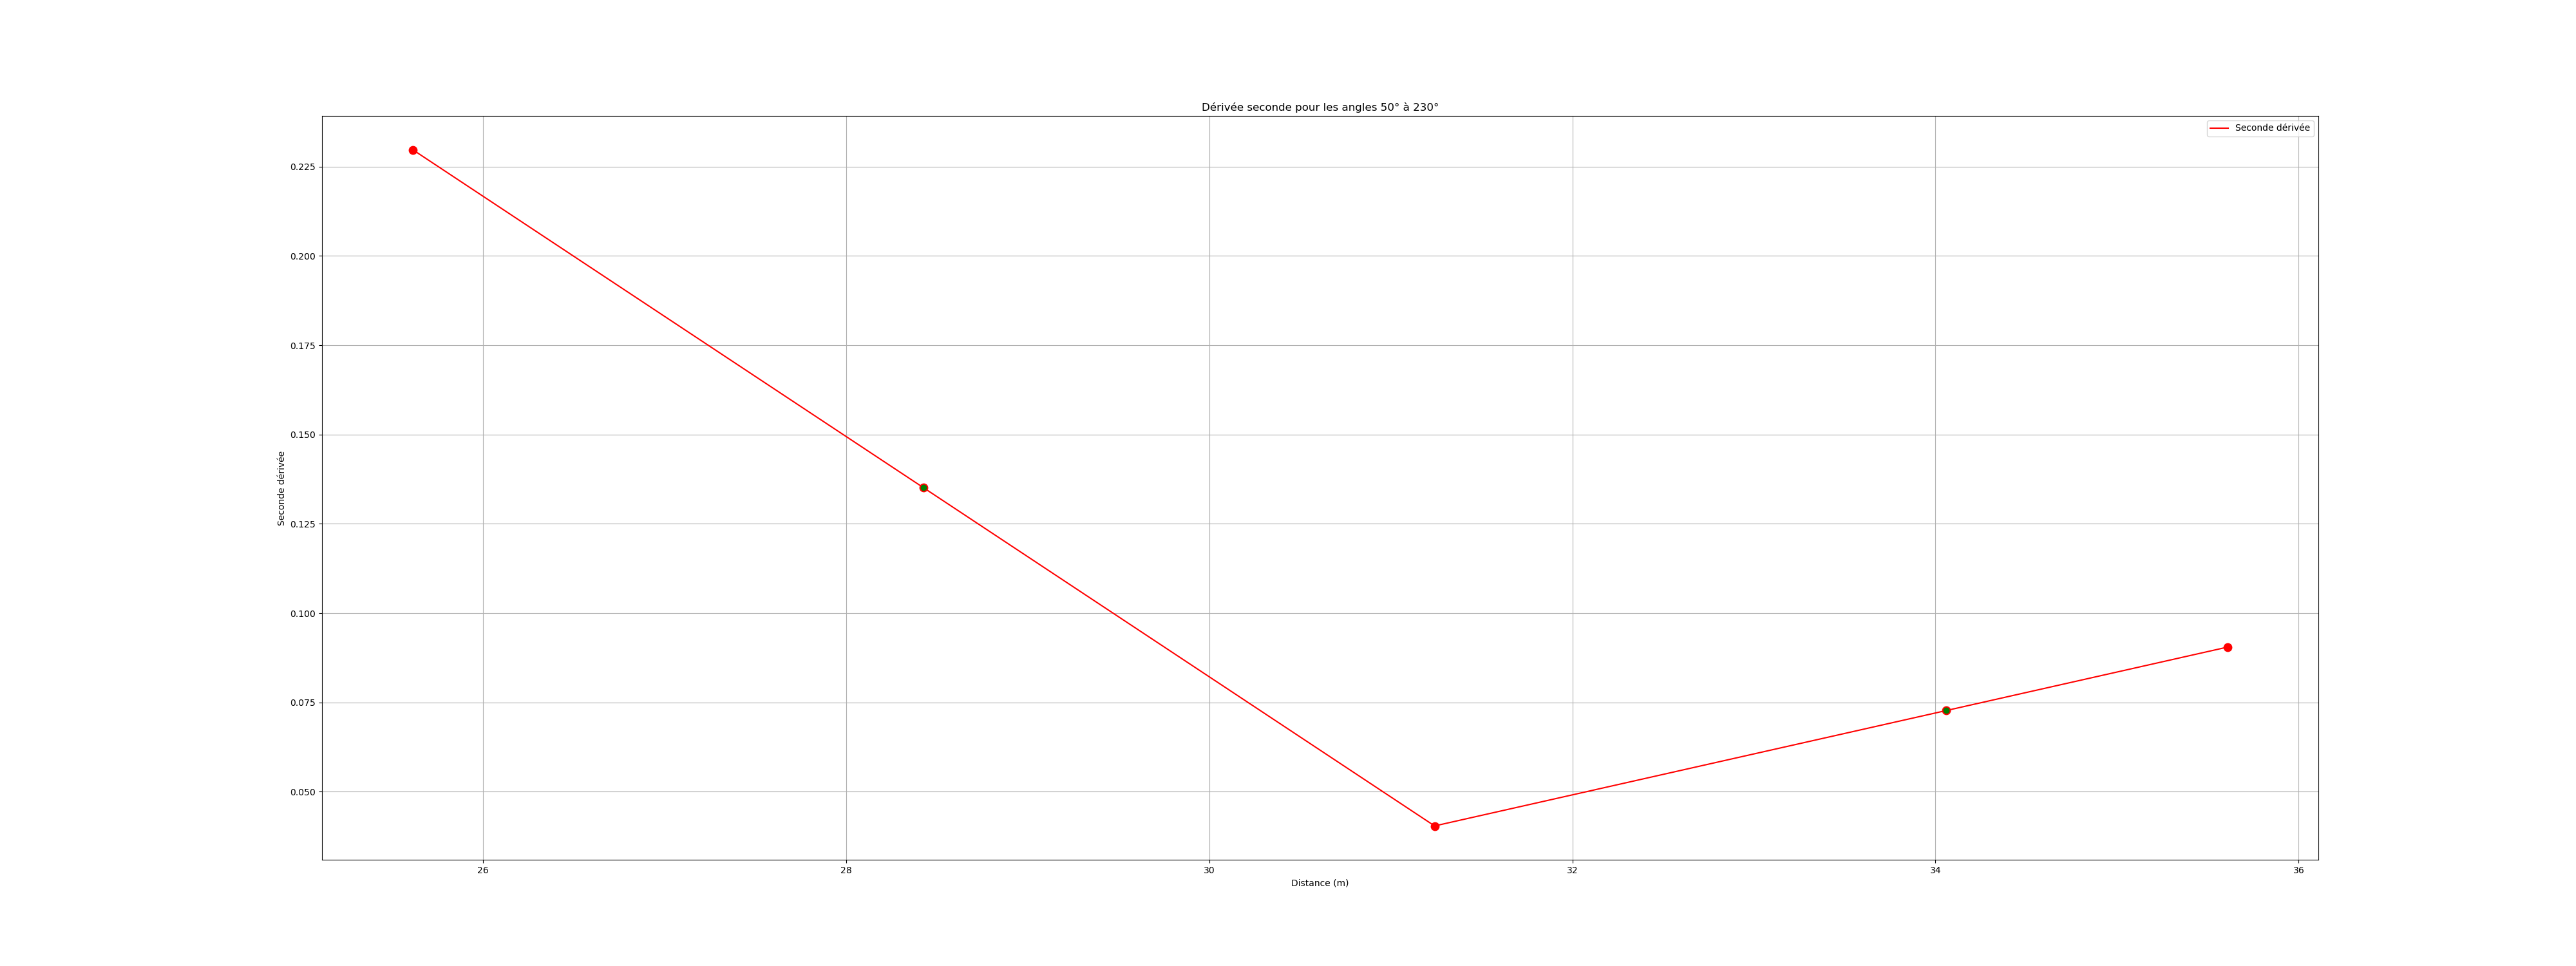 Dérivée seconde pour les angles 50° à 230°
Seconde dérivée
0.225
0.200
0.175
0.150
0.125
0.100
0.075
0.050
Seconde dérivée
26 28 30 32 34 36
Distance (m)